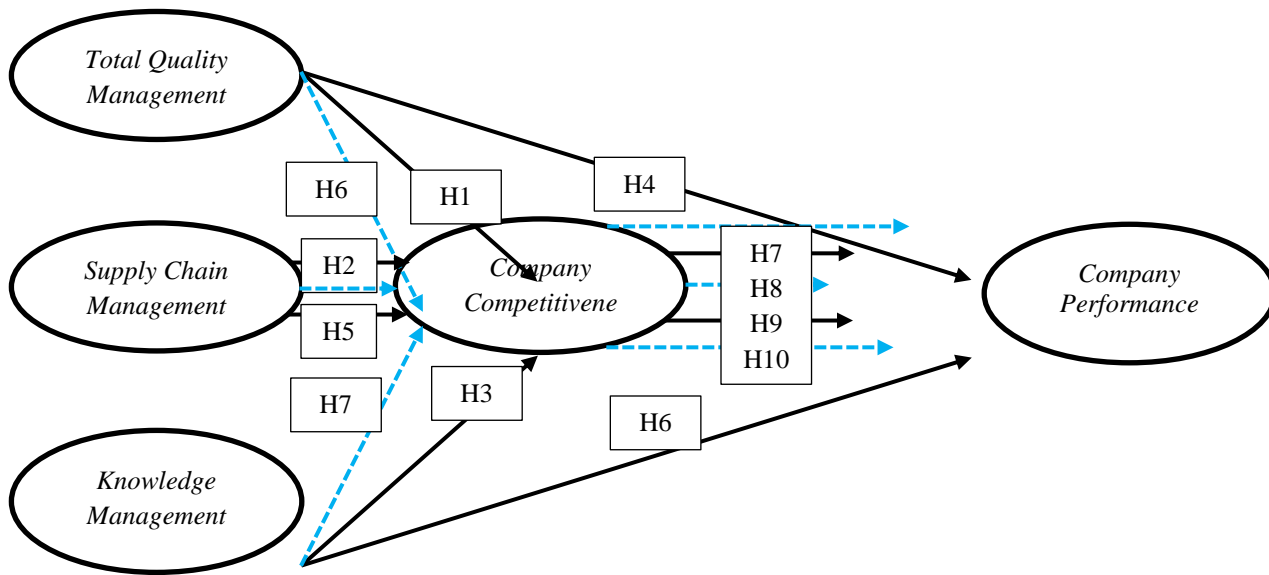 Total Quality
Management
H6
H1
H4
Supply Chain
Management
H2
H5
Company
Competitivene
H7
H8
H9
H10
Company
Performance
H7
H3
H6
Knowledge
Management